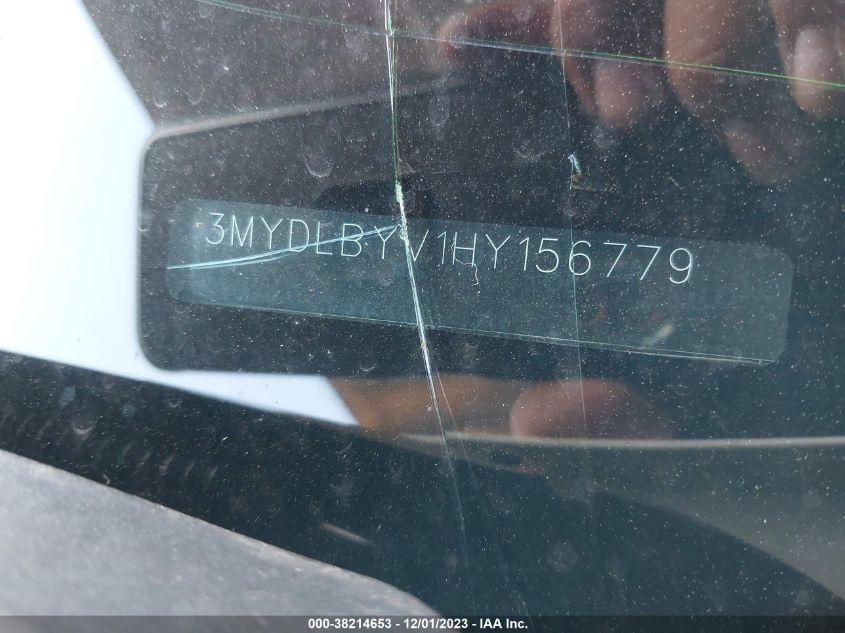 3MYDLBYV1HY156779
000-38214653 - 12/01/2023 - IAA Inc.